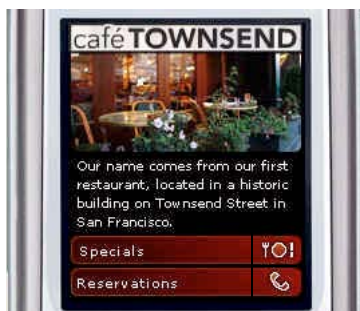 café TOWNSEND
Our name comes from our first
restaurant, located in a historic
building on Townsend Street in
San Francisco.
Specials
Reservations